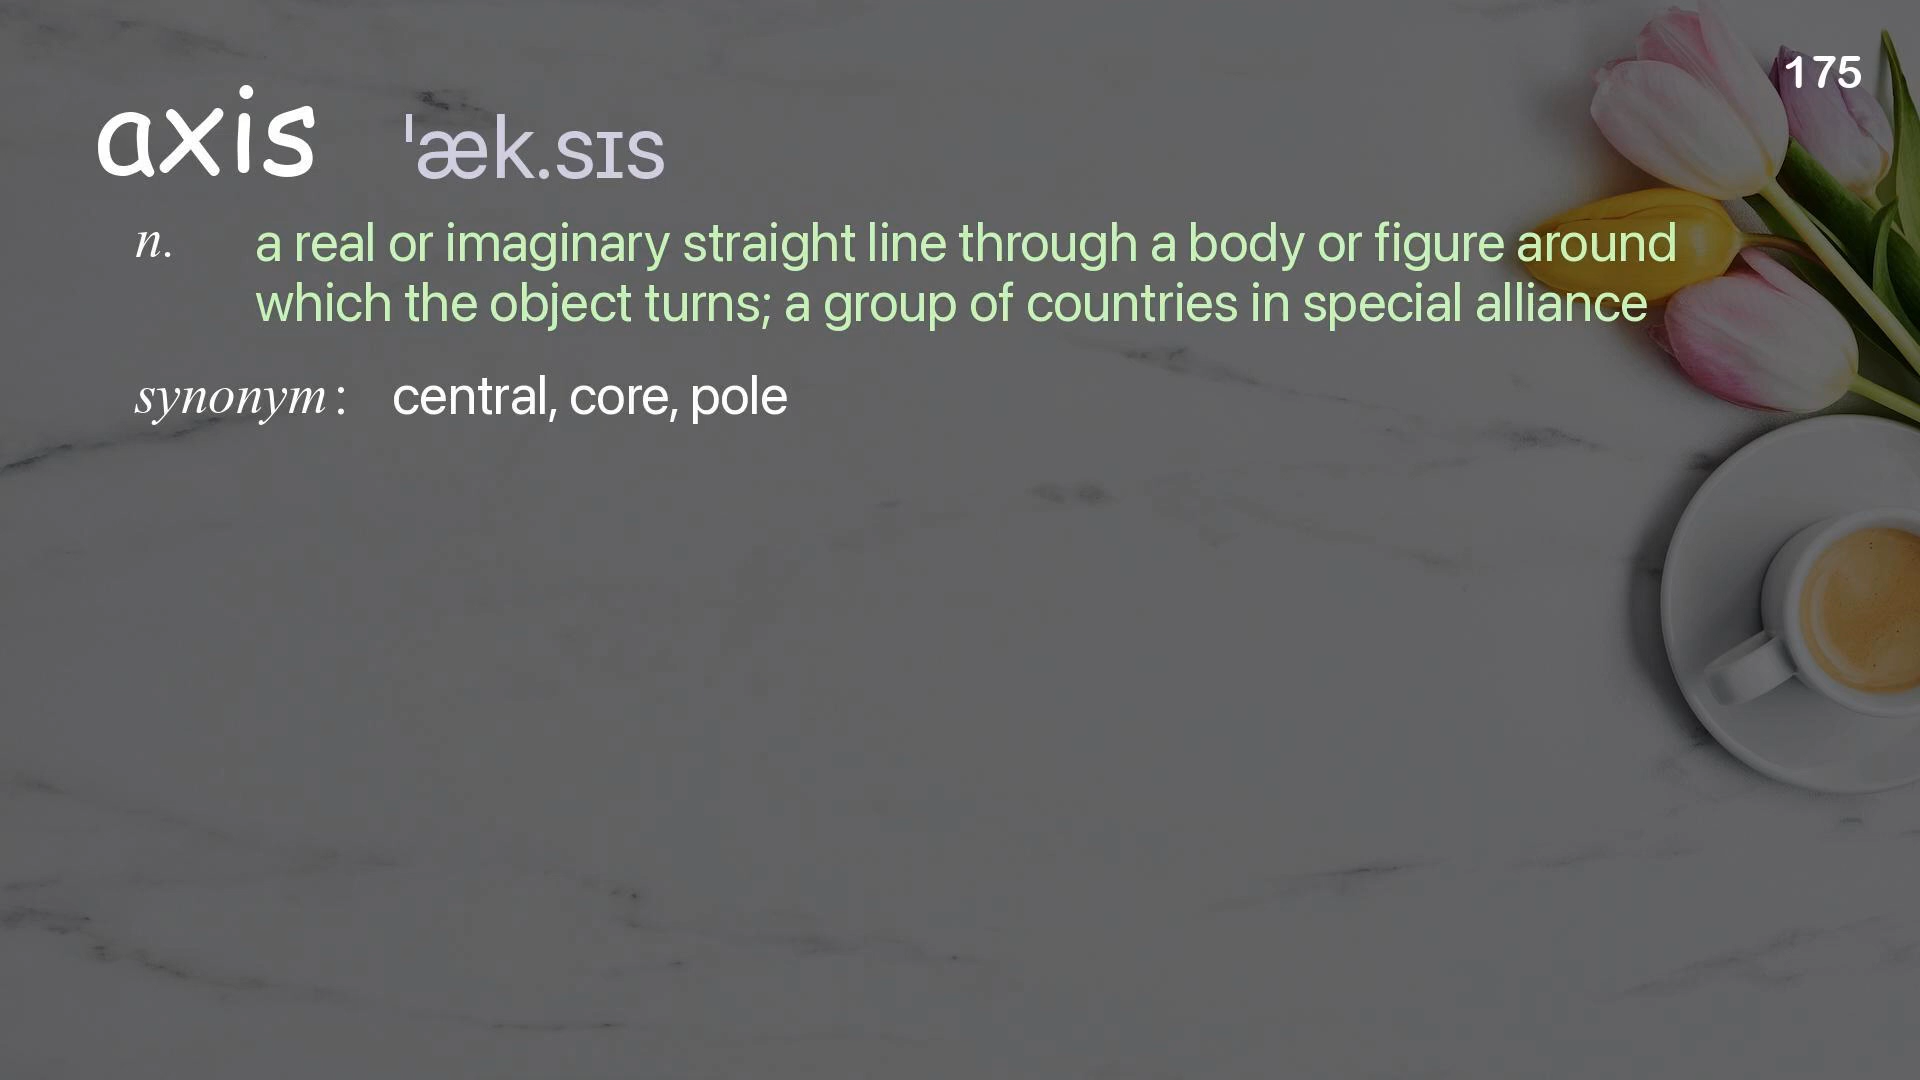 175
axis ˈæk.sɪs
n. a real or imaginary straight line through a body or figure around
which the object turns; a group of countries in special alliance
synonym: central, core, pole